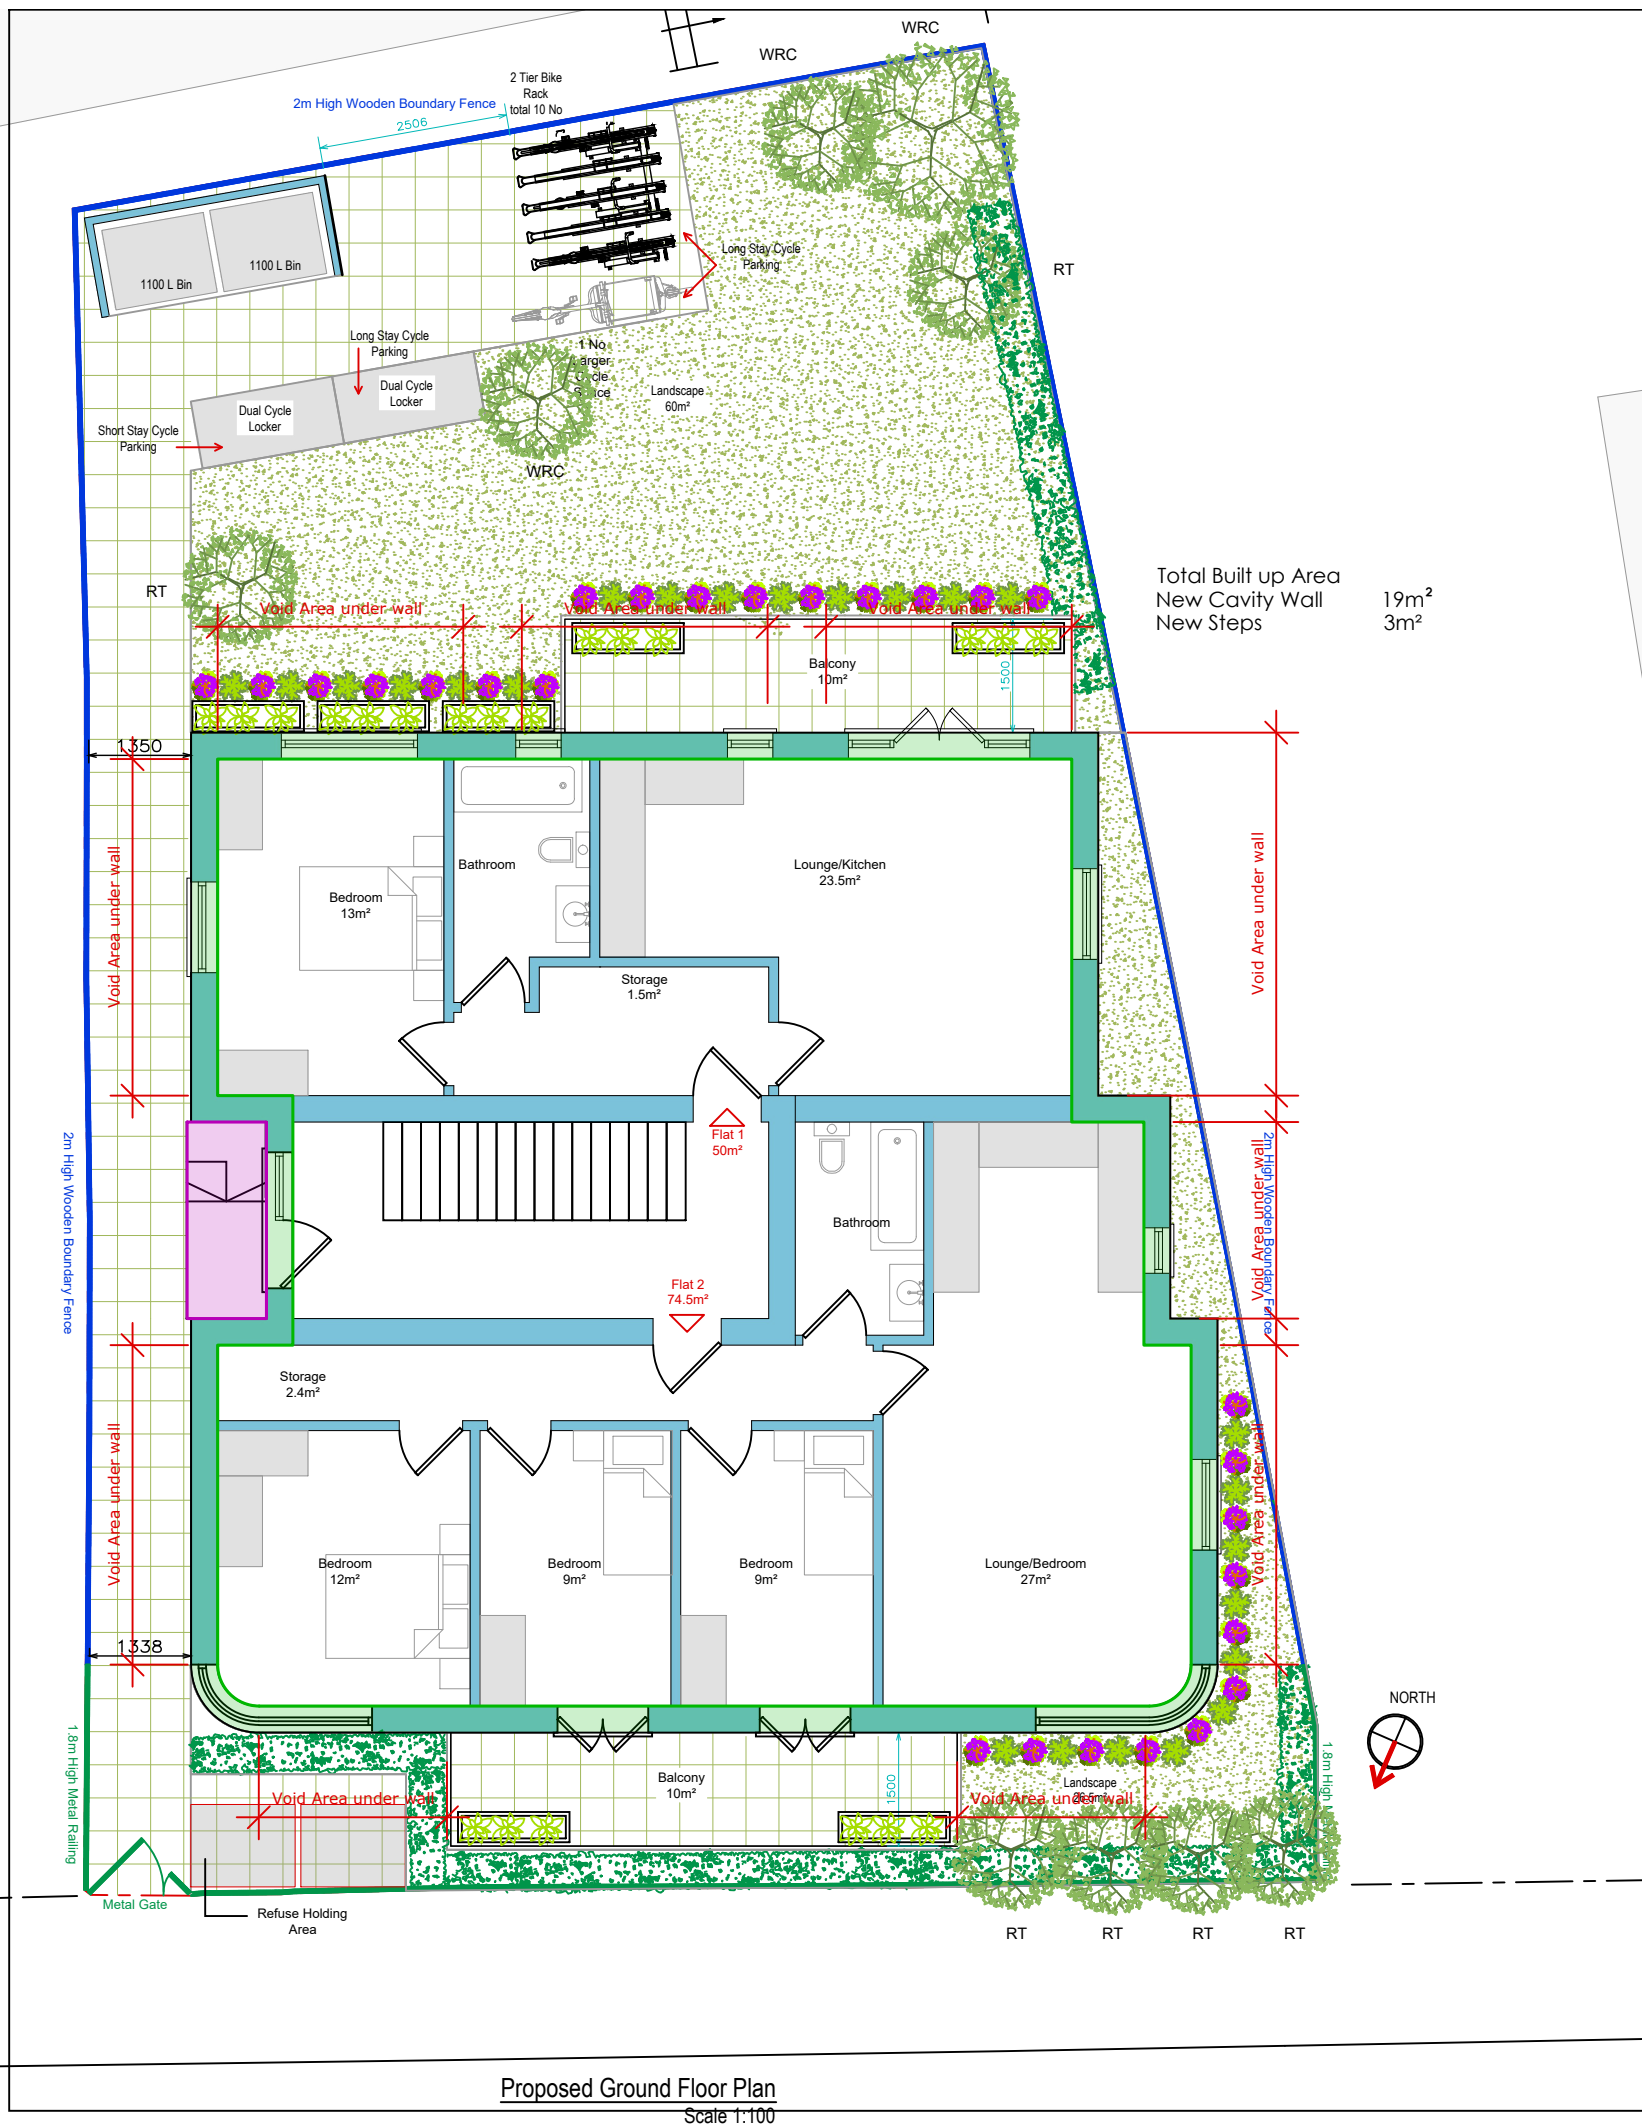 WRC
WRC
2 Tier Bike
Rack
total 10 No
2m High Wooden Boundary Fence
2506
Long Stay Cycle
Parking
RT
1100 L Bin
1100 L Bin
Long Stay Cycle
Parking
1 No
Dual Cycle
Locker
Landscape
60m²
Dual Cycle
Locker
Short Stay Cycle
Parking
WRC
RT
Total Built up Area
New Cavity Wall 19m²
New Steps 3m²
Void Area under wall
Void Area under wall
Void Area under wall
Balcony
10m²
1500
1350
Void Area under wall
Bathroom
Lounge/Kitchen
23.5m²
Bedroom
13m²
Void Area under wall
Storage
1.5m²
Flat 1
50m²
2m High Wooden Boundary Fence
Void Area under wall
2m High Wooden Boundary Fence
Bathroom
Flat 2
74.5m²
Storage
2.4m²
Void Area under wall
Void Area under wall
Bedroom
12m²
Bedroom
9m²
Bedroom
9m²
Lounge/Bedroom
27m²
1338
NORTH
1.8m High Metal Railing
1.8m High
Balcony
10m²
1500
Landscape
Void Area under wall
Void Area under wall
Metal Gate
Refuse Holding
Area
RT
RT
RT
RT
Proposed Ground Floor Plan
Scale 1:100